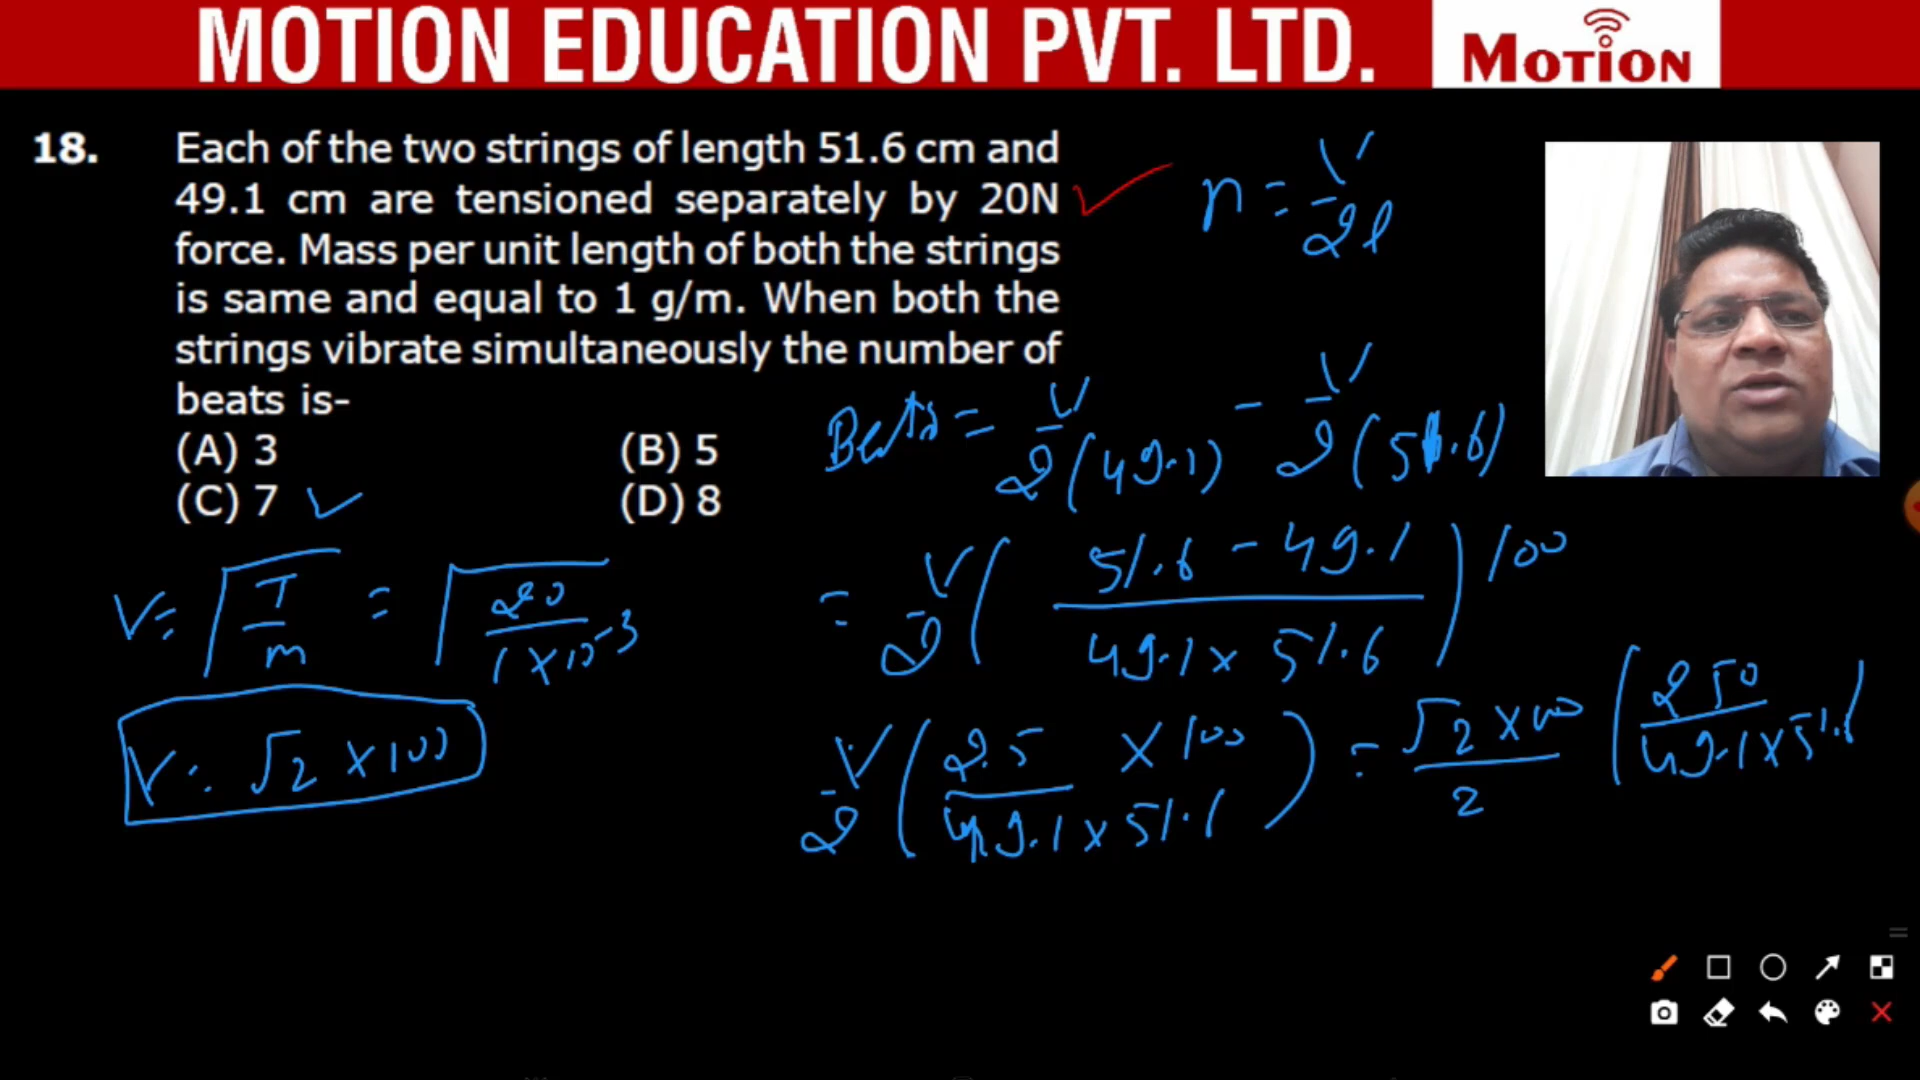 MOTION EDUCATION PVT. LTD.
MOTION
18. Each of the two strings of length 51.6 cm and
49.1 cm are tensioned separately by 20N
force. Mass per unit length of both the strings
is same and equal to 1 g/m. When both the
strings vibrate simultaneously the number of
beats is-
(A) 3 (B) 5
(C) 7 ✓ (D) 8
n = V/2l
Beats = V/2(49.1) - V/2(51.6)
= V/2 ( (51.6 - 49.1)/(49.1 × 51.6) ) 100
V/2 ( 2.5 × 100 / 49.1 × 51.6 ) = √2 × 100 / 2 ( 250 / 49.1 × 51.6 )
V = √(T/m) = √(20 / 1 × 10⁻³)
V = √2 × 100